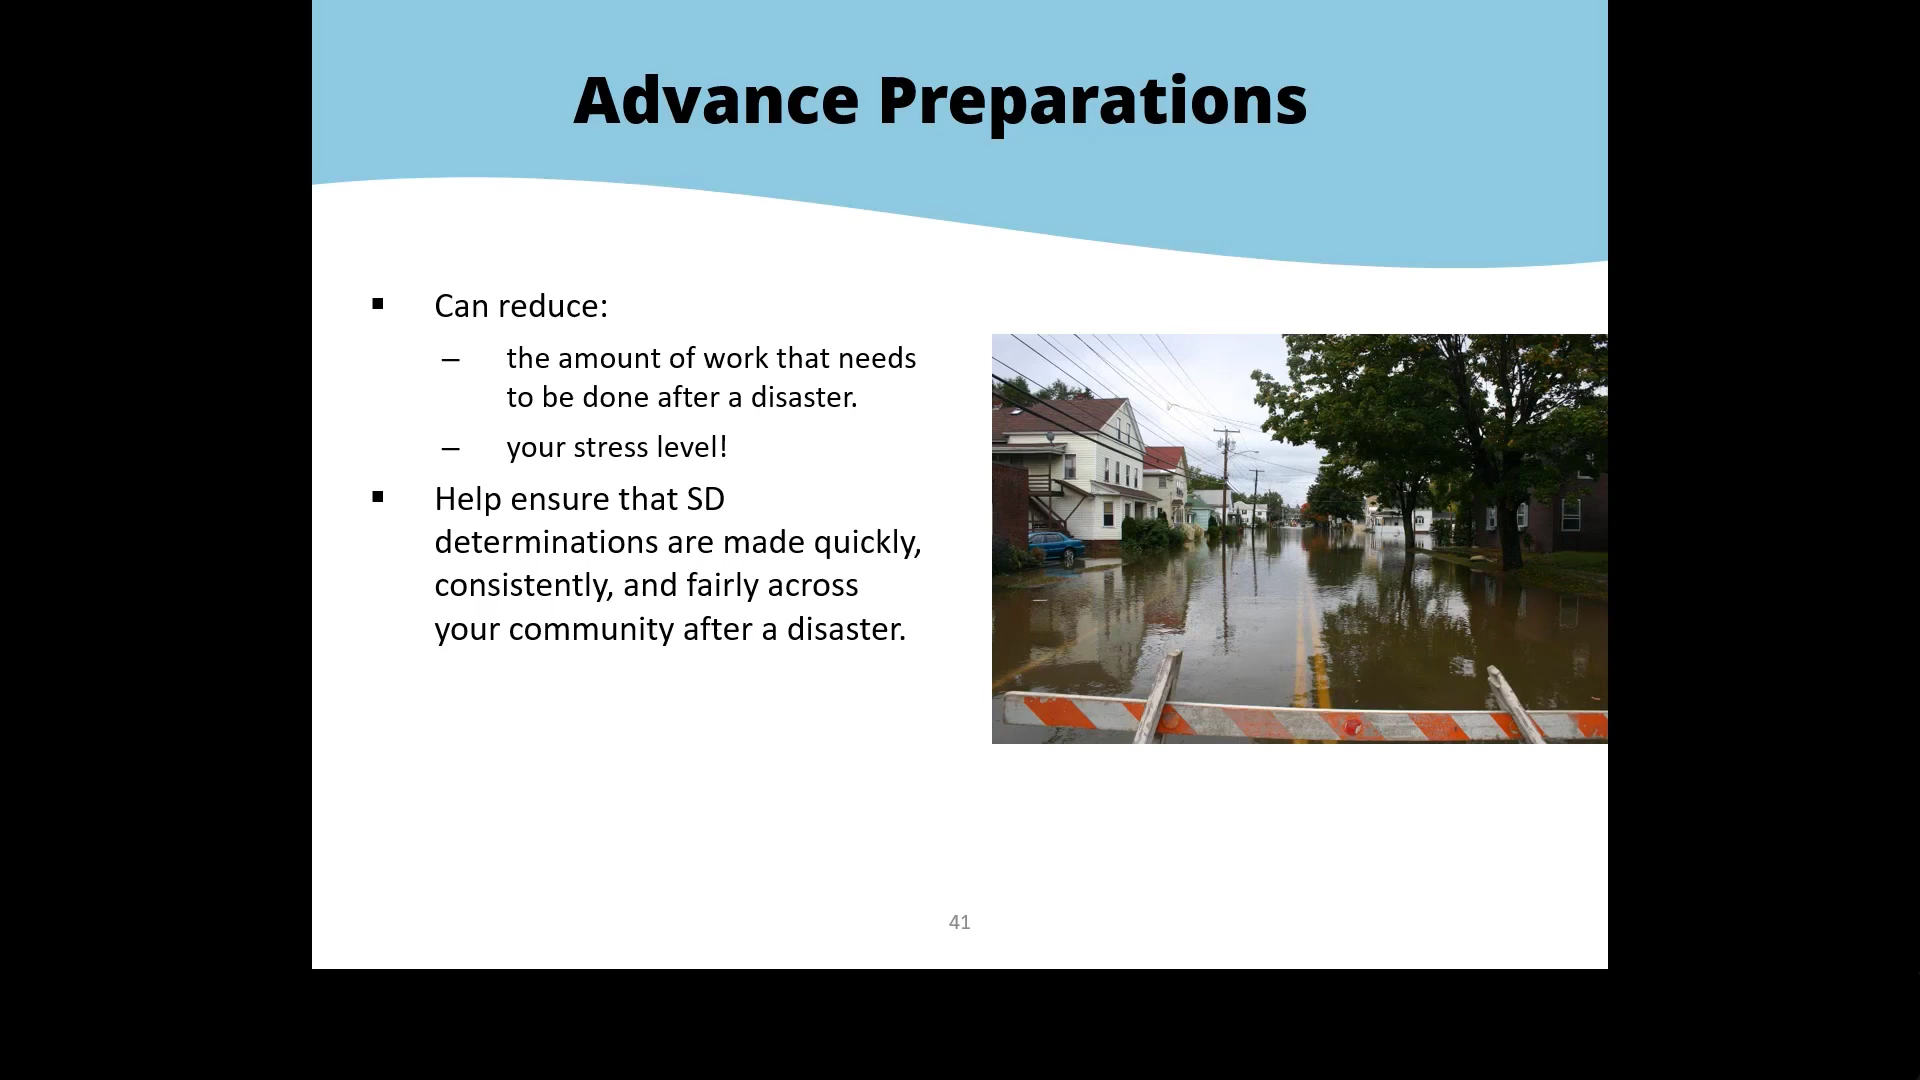 Advance Preparations
▪ Can reduce:
– the amount of work that needs
to be done after a disaster.
– your stress level!
▪ Help ensure that SD
determinations are made quickly,
consistently, and fairly across
your community after a disaster.
41